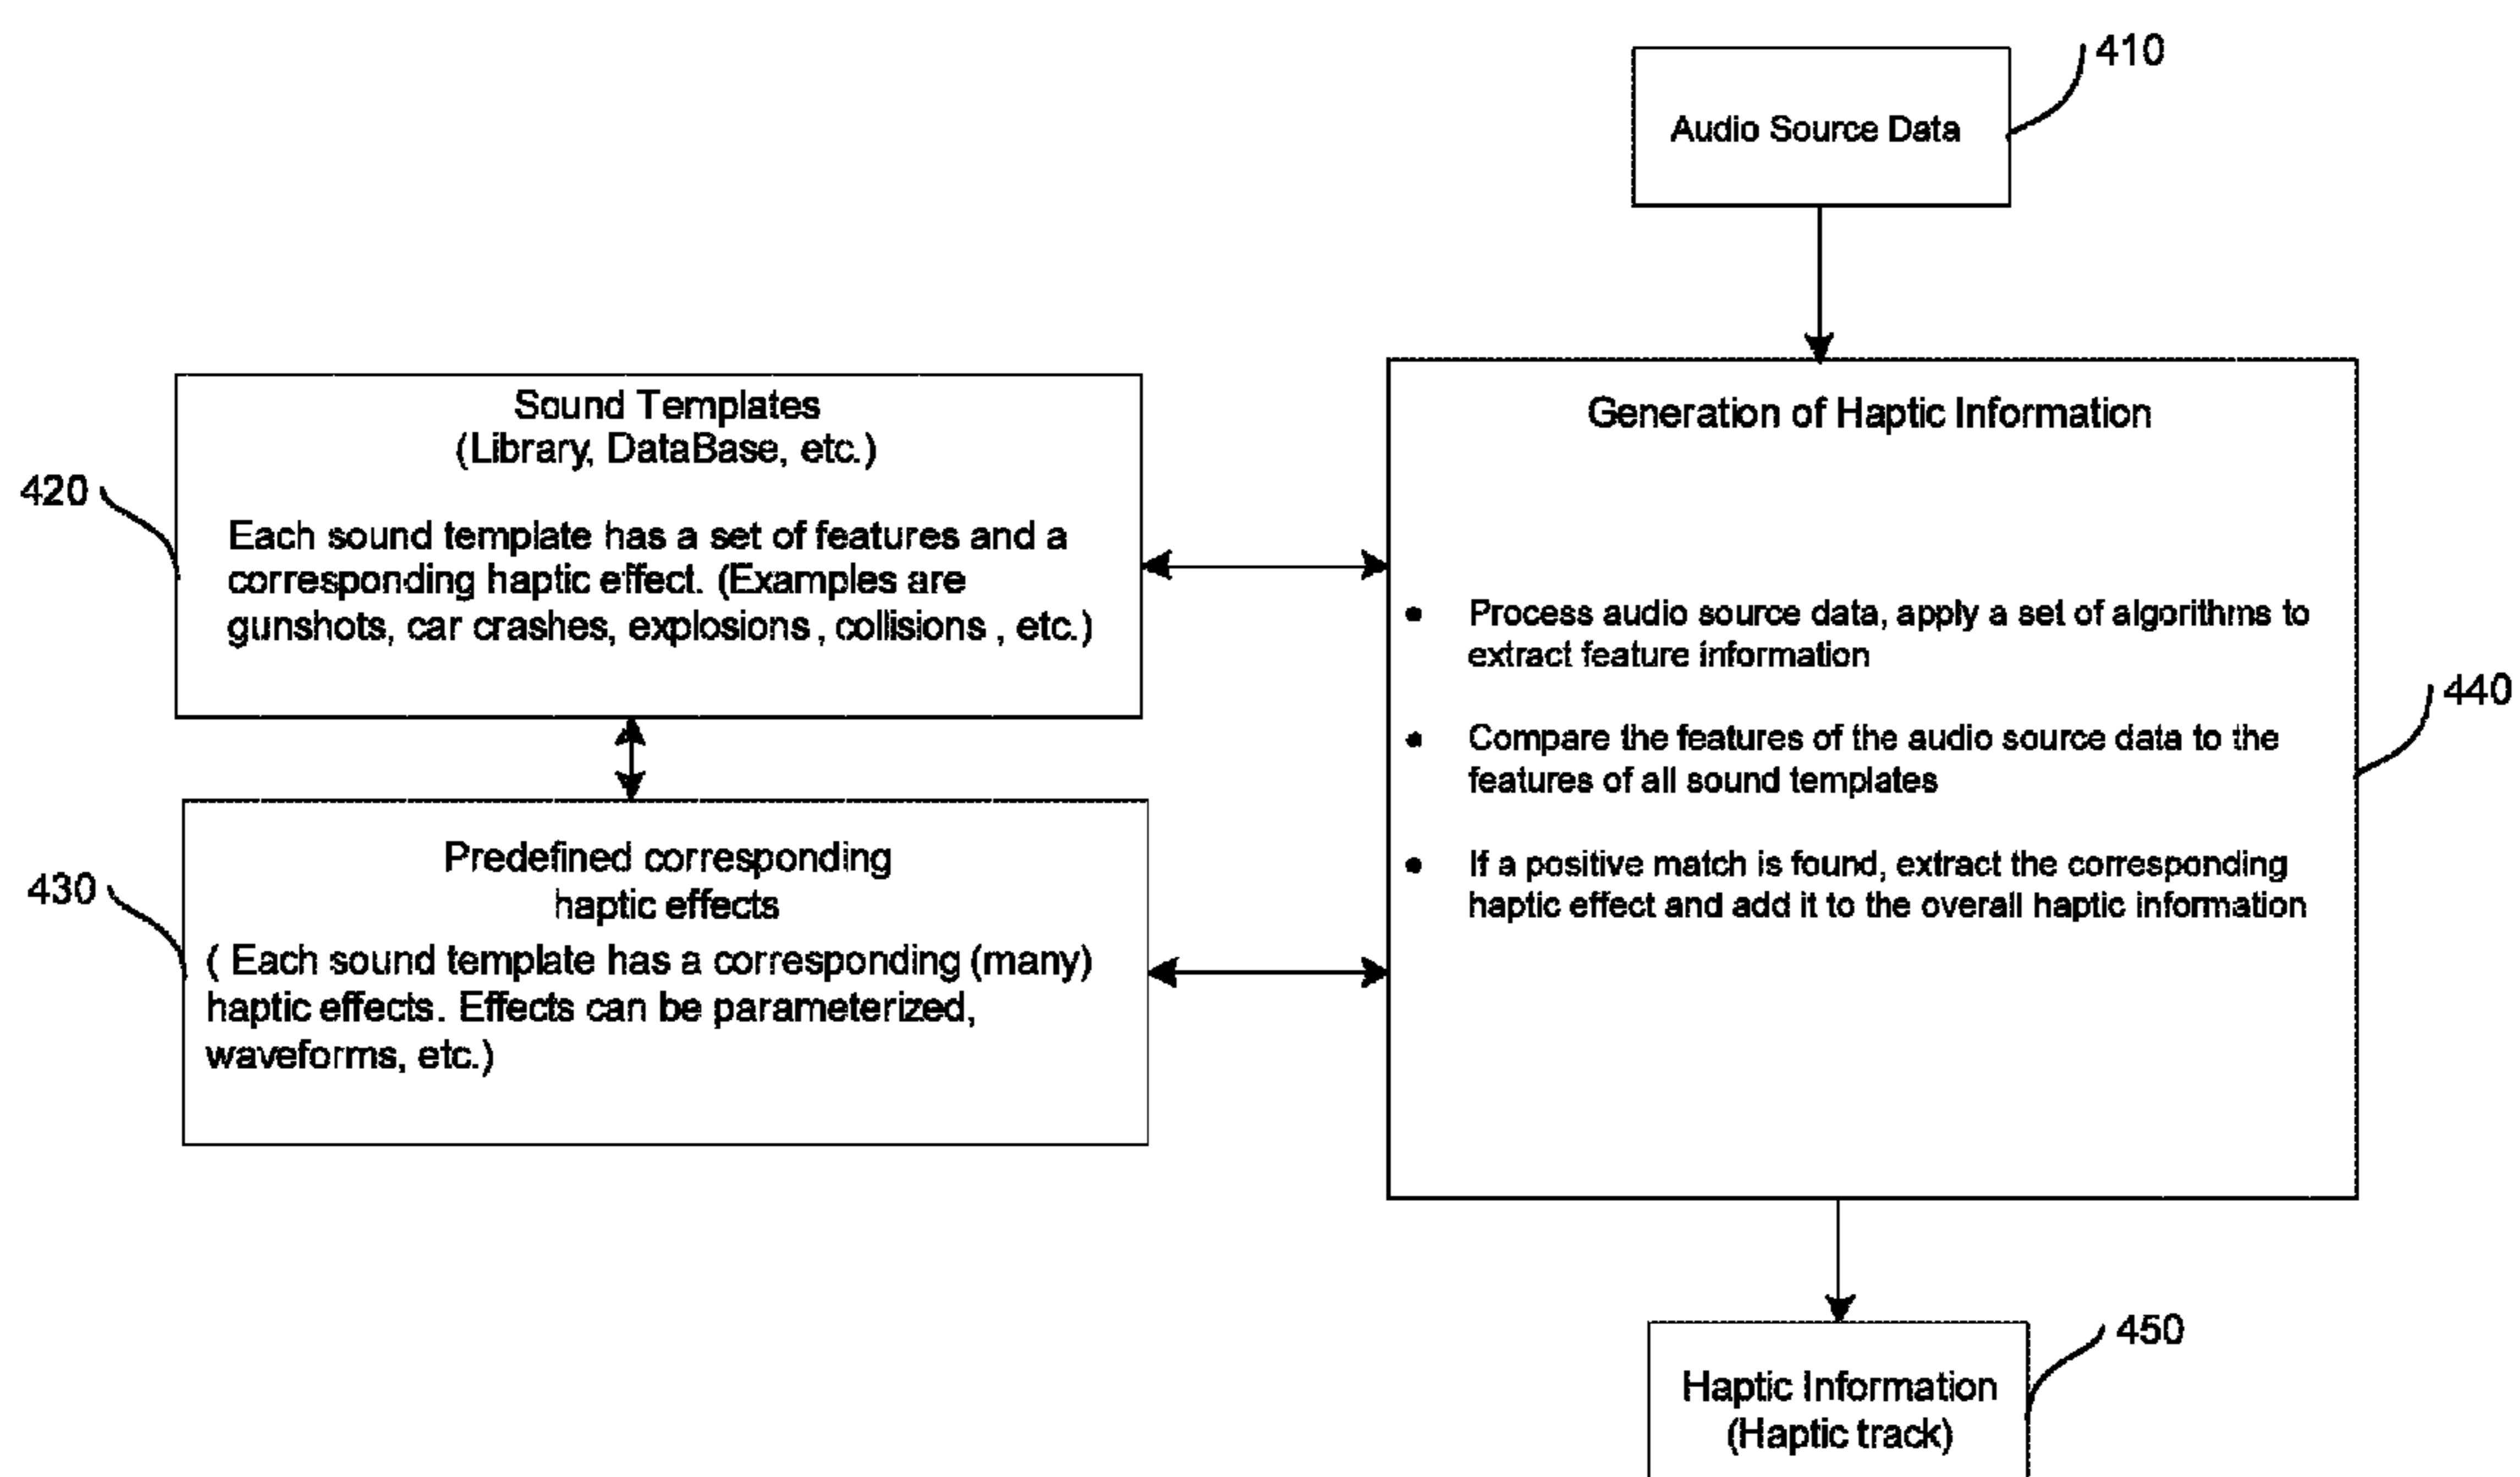 410
Audio Source Data
Sound Templates
(Library, DataBase, etc.)
420
Each sound template has a set of features and a
corresponding haptic effect. (Examples are
gunshots, car crashes, explosions , collisions , etc.)
Predefined corresponding
haptic effects
430
( Each sound template has a corresponding (many)
haptic effects. Effects can be parameterized,
waveforms, etc.)
Generation of Haptic Information
• Process audio source data, apply a set of algorithms to
extract feature information
440
• Compare the features of the audio source data to the
features of all sound templates
• If a positive match is found, extract the corresponding
haptic effect and add it to the overall haptic information
450
Haptic Information
(Haptic track)